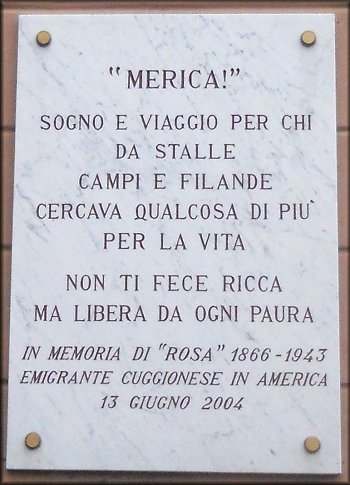 "MERICA!"
SOGNO E VIAGGIO PER CHI
DA STALLE
CAMPI E FILANDE
CERCAVA QUALCOSA DI PIU'
PER LA VITA
NON TI FECE RICCA
MA LIBERA DA OGNI PAURA
IN MEMORIA DI "ROSA" 1866-1943
EMIGRANTE CUGGIONESE IN AMERICA
13 GIUGNO 2004